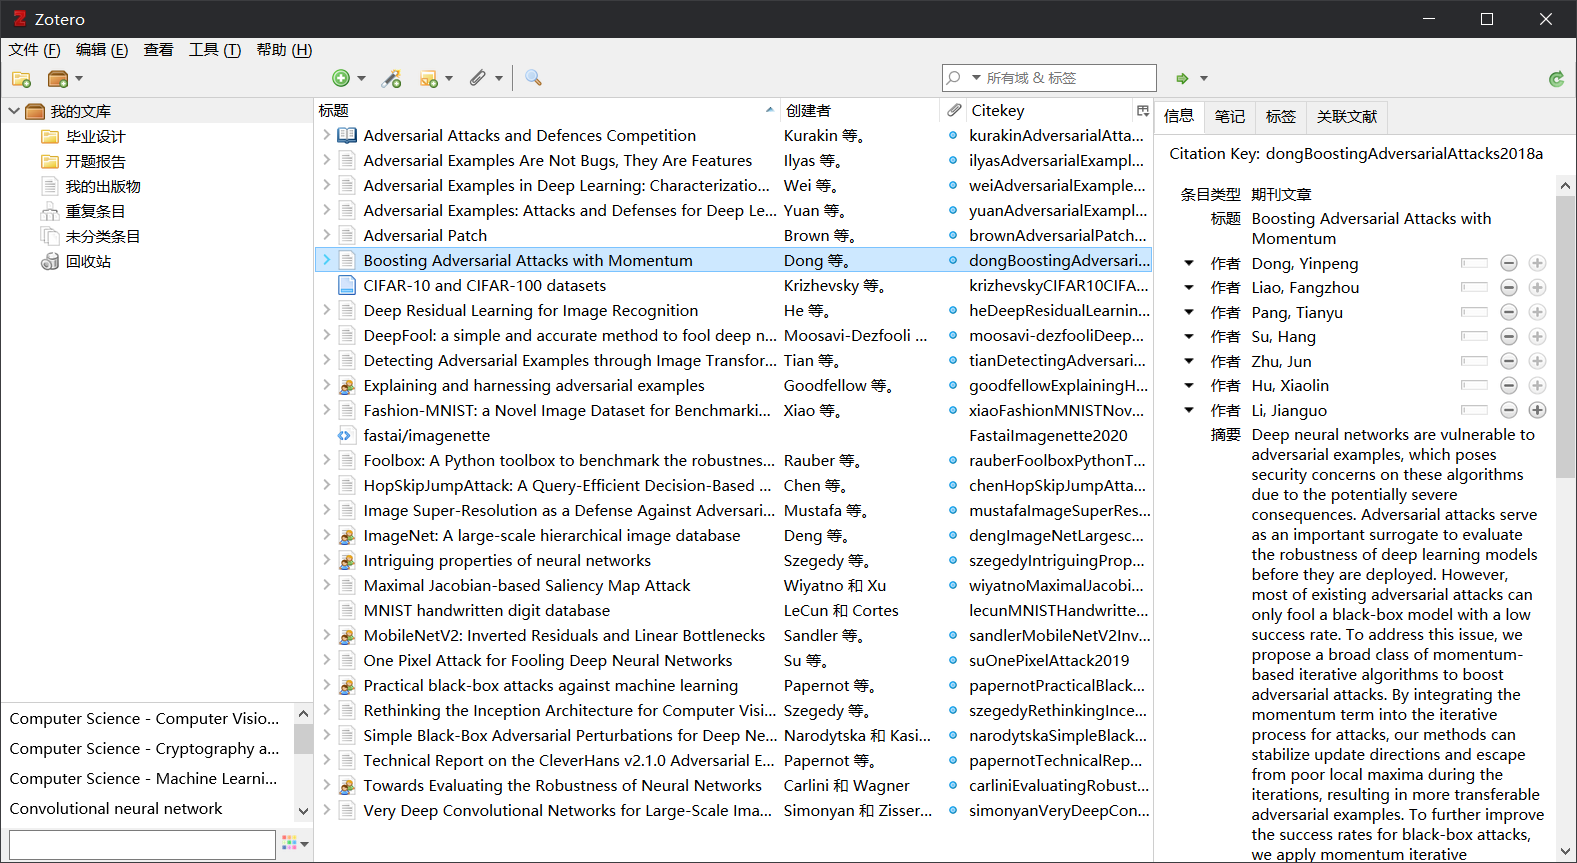 Zotero
文件 (F) 编辑 (E) 查看 工具 (T) 帮助 (H)
所有域 & 标签
我的文库
毕业设计
开题报告
我的出版物
重复条目
未分类条目
回收站
Computer Science - Computer Visio...
Computer Science - Cryptography a...
Computer Science - Machine Learni...
Convolutional neural network
标题 创建者 Citekey
Adversarial Attacks and Defences Competition Kurakin 等。 kurakinAdversarialAtta...
Adversarial Examples Are Not Bugs, They Are Features Ilyas 等。 ilyasAdversarialExampl...
Adversarial Examples in Deep Learning: Characterizatio... Wei 等。 weiAdversarialExample...
Adversarial Examples: Attacks and Defenses for Deep Le... Yuan 等。 yuanAdversarialExampl...
Adversarial Patch Brown 等。 brownAdversarialPatch...
Boosting Adversarial Attacks with Momentum Dong 等。 dongBoostingAdversari...
CIFAR-10 and CIFAR-100 datasets Krizhevsky 等。 krizhevskyCIFAR10CIFA...
Deep Residual Learning for Image Recognition He 等。 heDeepResidualLearnin...
DeepFool: a simple and accurate method to fool deep n... Moosavi-Dezfooli ... moosavi-dezfooliDeep...
Detecting Adversarial Examples through Image Transfor... Tian 等。 tianDetectingAdversari...
Explaining and harnessing adversarial examples Goodfellow 等。 goodfellowExplainingH...
Fashion-MNIST: a Novel Image Dataset for Benchmarki... Xiao 等。 xiaoFashionMNISTNov...
fastai/imagenette FastaiImagenette2020
Foolbox: A Python toolbox to benchmark the robustnes... Rauber 等。 rauberFoolboxPythonT...
HopSkipJumpAttack: A Query-Efficient Decision-Based ... Chen 等。 chenHopSkipJumpAtta...
Image Super-Resolution as a Defense Against Adversari... Mustafa 等。 mustafaImageSuperRes...
ImageNet: A large-scale hierarchical image database Deng 等。 dengImageNetLargesc...
Intriguing properties of neural networks Szegedy 等。 szegedyIntriguingProp...
Maximal Jacobian-based Saliency Map Attack Wiyatno 和 Xu wiyatnoMaximalJacobi...
MNIST handwritten digit database LeCun 和 Cortes lecunMNISTHandwritte...
MobileNetV2: Inverted Residuals and Linear Bottlenecks Sandler 等。 sandlerMobileNetV2Inv...
One Pixel Attack for Fooling Deep Neural Networks Su 等。 suOnePixelAttack2019
Practical black-box attacks against machine learning Papernot 等。 papernotPracticalBlack...
Rethinking the Inception Architecture for Computer Visi... Szegedy 等。 szegedyRethinkingInce...
Simple Black-Box Adversarial Perturbations for Deep Ne... Narodytska 和 Kasi... narodytskaSimpleBlack...
Technical Report on the CleverHans v2.1.0 Adversarial E... Papernot 等。 papernotTechnicalRep...
Towards Evaluating the Robustness of Neural Networks Carlini 和 Wagner carliniEvaluatingRobust...
Very Deep Convolutional Networks for Large-Scale Ima... Simonyan 和 Zisser... simonyanVeryDeepCon...
信息 笔记 标签 关联文献
Citation Key: dongBoostingAdversarialAttacks2018a
条目类型 期刊文章
标题 Boosting Adversarial Attacks with
Momentum
作者 Dong, Yinpeng
作者 Liao, Fangzhou
作者 Pang, Tianyu
作者 Su, Hang
作者 Zhu, Jun
作者 Hu, Xiaolin
作者 Li, Jianguo
摘要 Deep neural networks are vulnerable to
adversarial examples, which poses
security concerns on these algorithms
due to the potentially severe
consequences. Adversarial attacks serve
as an important surrogate to evaluate
the robustness of deep learning models
before they are deployed. However,
most of existing adversarial attacks can
only fool a black-box model with a low
success rate. To address this issue, we
propose a broad class of momentum-
based iterative algorithms to boost
adversarial attacks. By integrating the
momentum term into the iterative
process for attacks, our methods can
stabilize update directions and escape
from poor local maxima during the
iterations, resulting in more transferable
adversarial examples. To further improve
the success rates for black-box attacks,
we apply momentum iterative